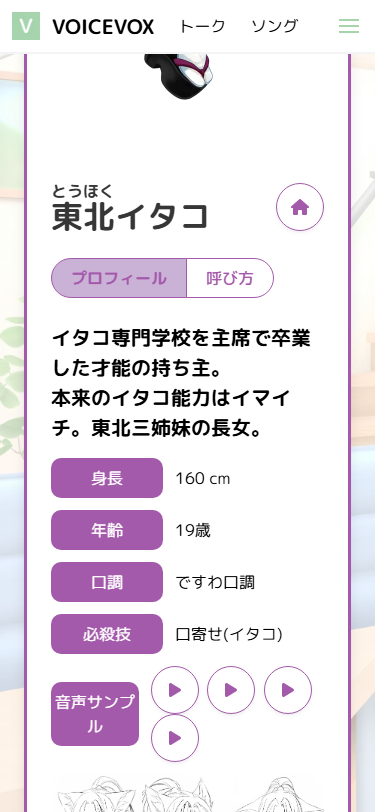 V VOICEVOX トーク ソング
とうほく
東北イタコ
プロフィール 呼び方
イタコ専門学校を主席で卒業
した才能の持ち主。
本来のイタコ能力はイマイ
チ。東北三姉妹の長女。
身長 160 cm
年齢 19歳
口調 ですわ口調
必殺技 口寄せ(イタコ)
音声サンプ
ル